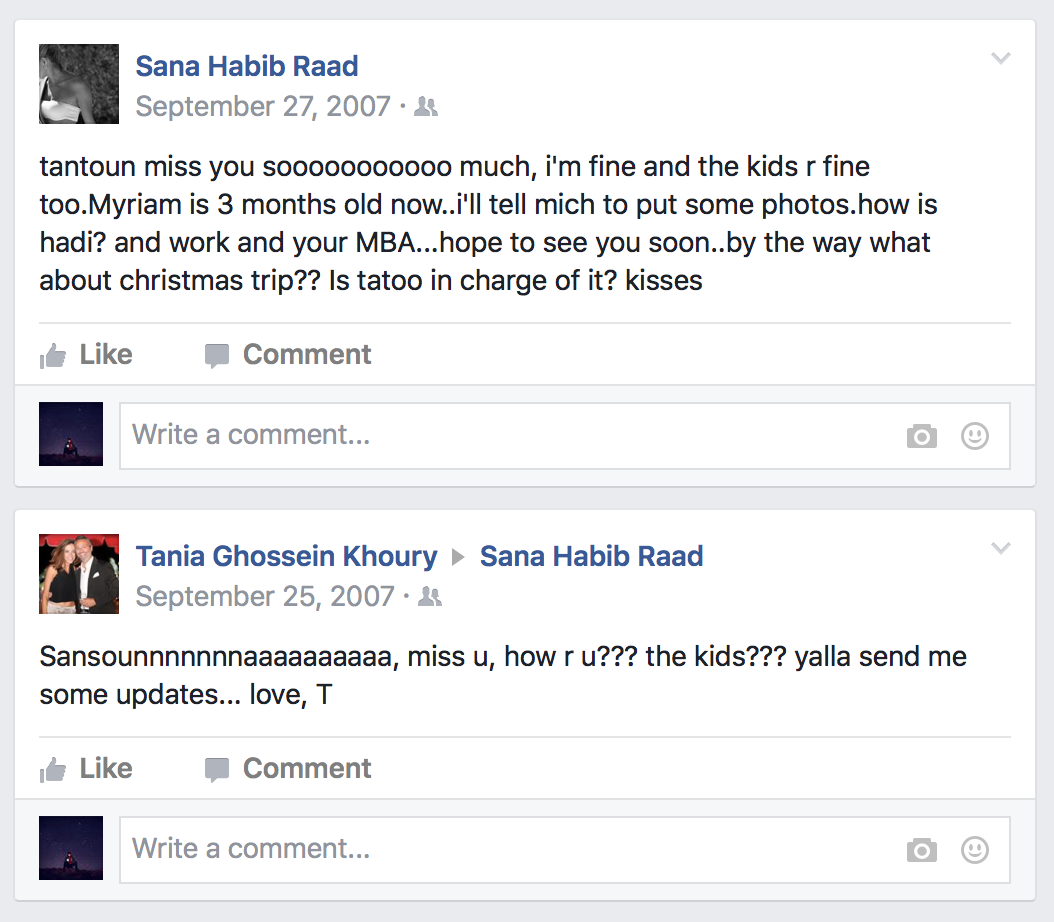 Sana Habib Raad
September 27, 2007 ·
tantoun miss you sooooooooooo much, i'm fine and the kids r fine
too.Myriam is 3 months old now..i'll tell mich to put some photos.how is
hadi? and work and your MBA...hope to see you soon..by the way what
about christmas trip?? Is tatoo in charge of it? kisses
Like Comment
Write a comment...
Tania Ghossein Khoury ▸ Sana Habib Raad
September 25, 2007 ·
Sansounnnnnnnaaaaaaaaaa, miss u, how r u??? the kids??? yalla send me
some updates... love, T
Like Comment
Write a comment...